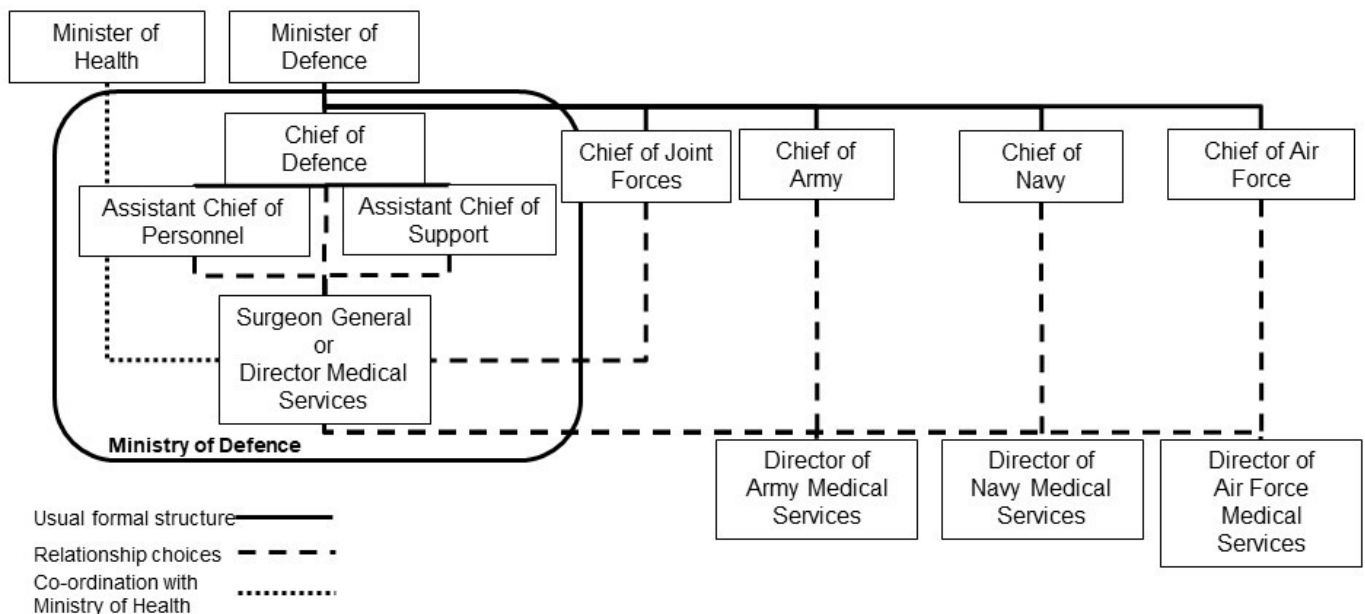 Minister of
Health
Minister of
Defence
Chief of
Defence
Chief of Joint
Forces
Chief of
Army
Chief of
Navy
Chief of Air
Force
Assistant Chief of
Personnel
Assistant Chief of
Support
Surgeon General
or
Director Medical
Services
Ministry of Defence
Director of
Army Medical
Services
Director of
Navy Medical
Services
Director of
Air Force
Medical
Services
Usual formal structure
Relationship choices
Co-ordination with
Ministry of Health